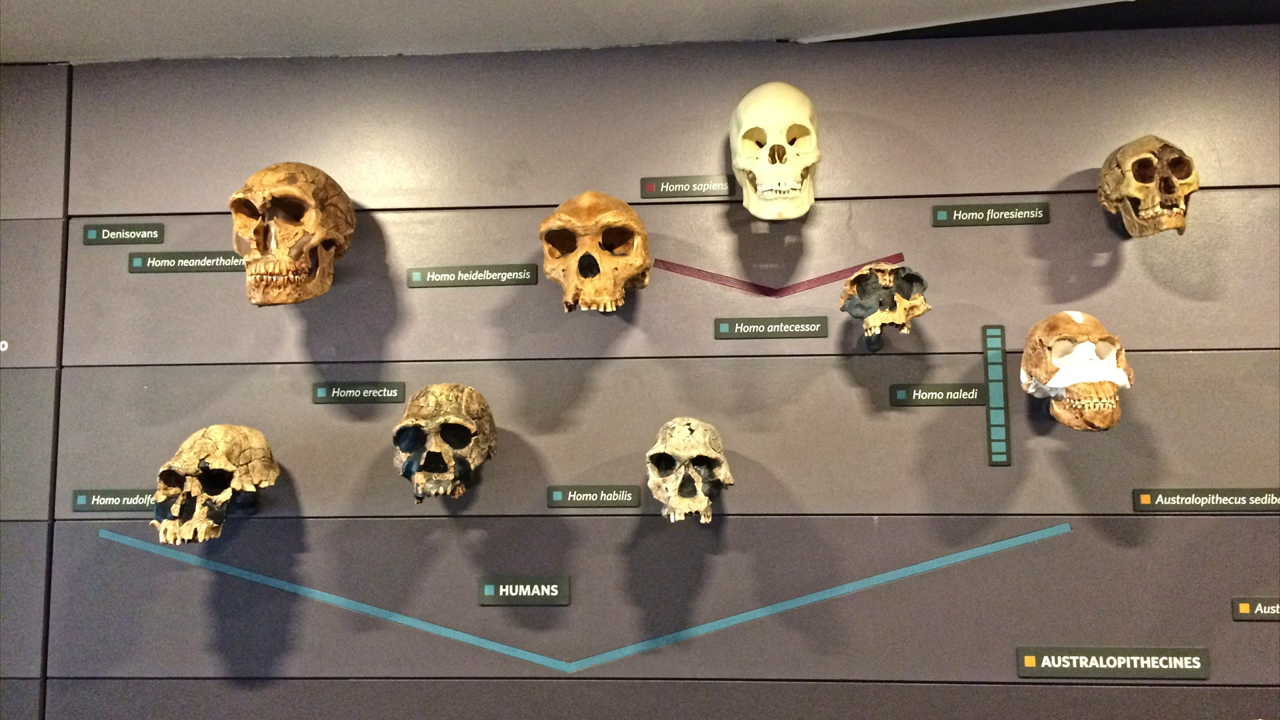 Homo sapiens
Homo floresiensis
Denisovans
Homo neanderthalen
Homo heidelbergensis
Homo antecessor
Homo erectus
Homo naledi
Homo rudolfe
Homo habilis
Australopithecus sedib
HUMANS
Aust
AUSTRALOPITHECINES
o